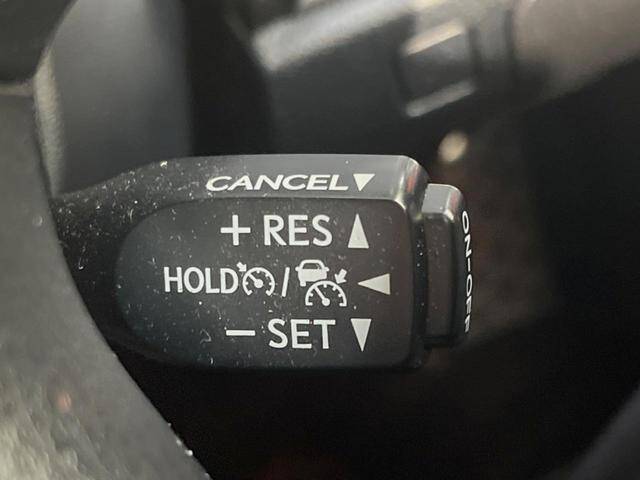 CANCEL
+ RES
HOLD /
- SET
ON-OFF